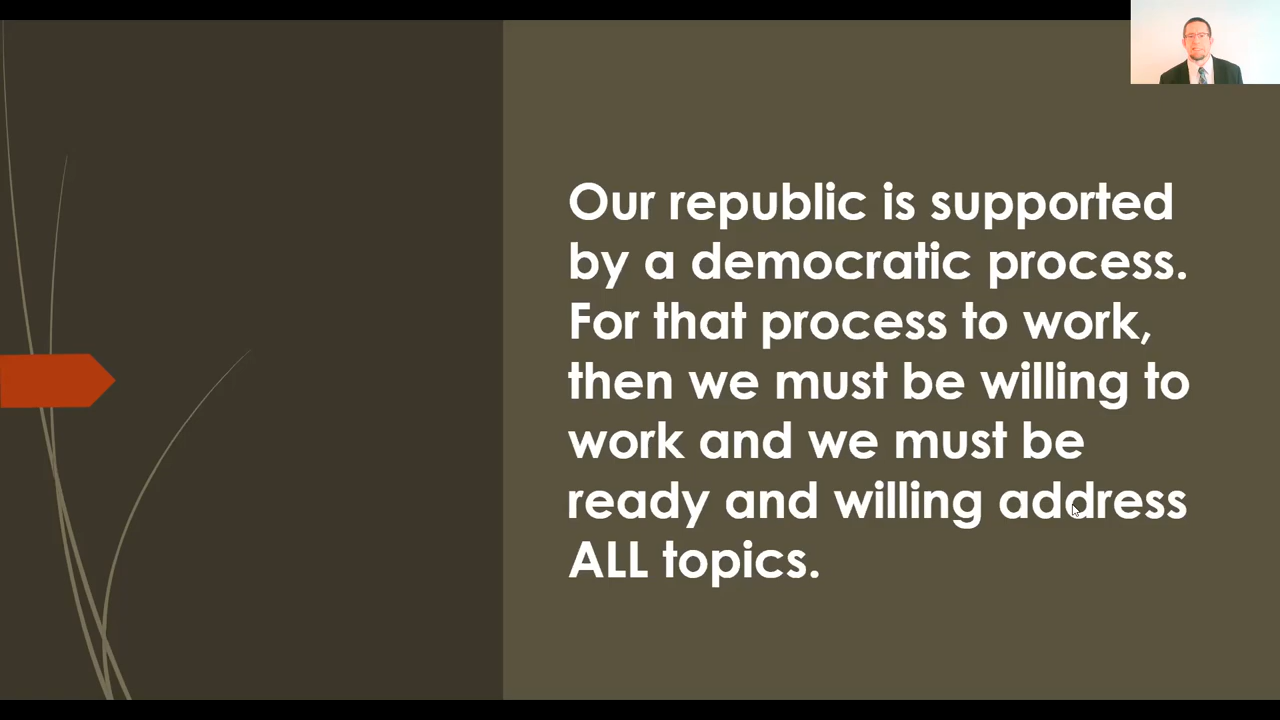 Our republic is supported
by a democratic process.
For that process to work,
then we must be willing to
work and we must be
ready and willing address
ALL topics.